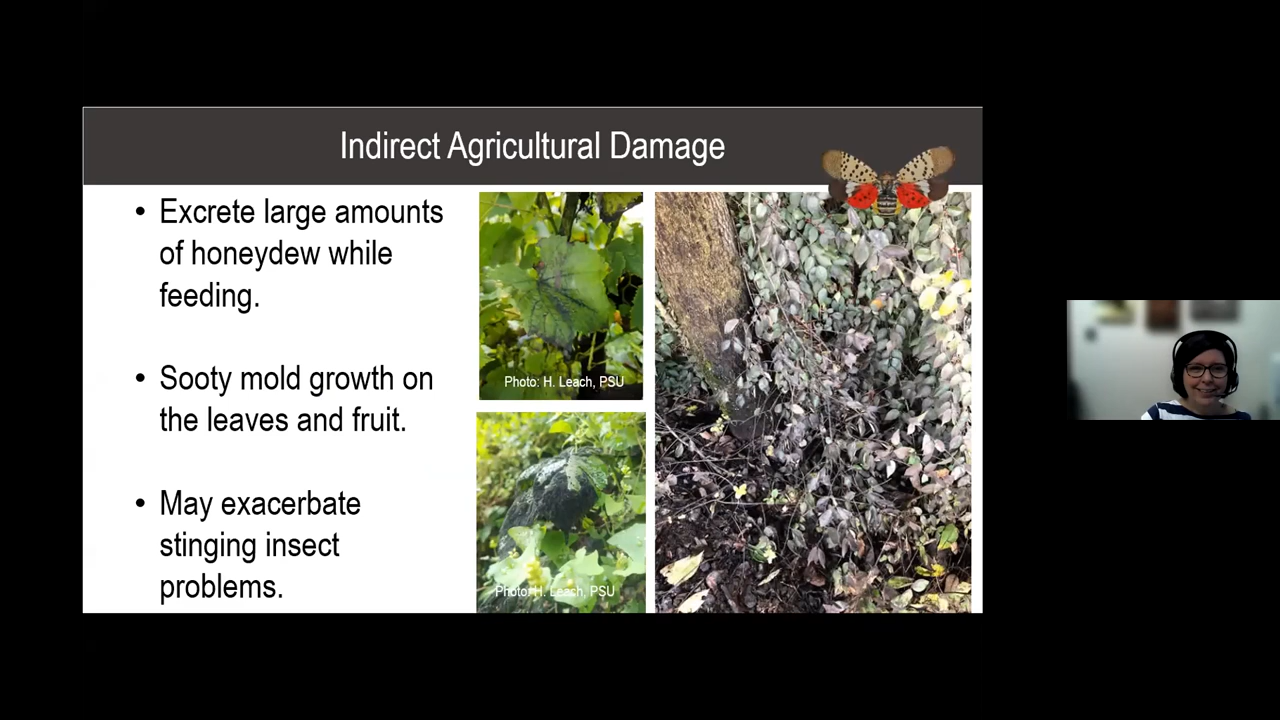 Indirect Agricultural Damage
• Excrete large amounts
of honeydew while
feeding.
• Sooty mold growth on
the leaves and fruit.
• May exacerbate
stinging insect
problems.
Photo: H. Leach, PSU
Photo: H. Leach, PSU